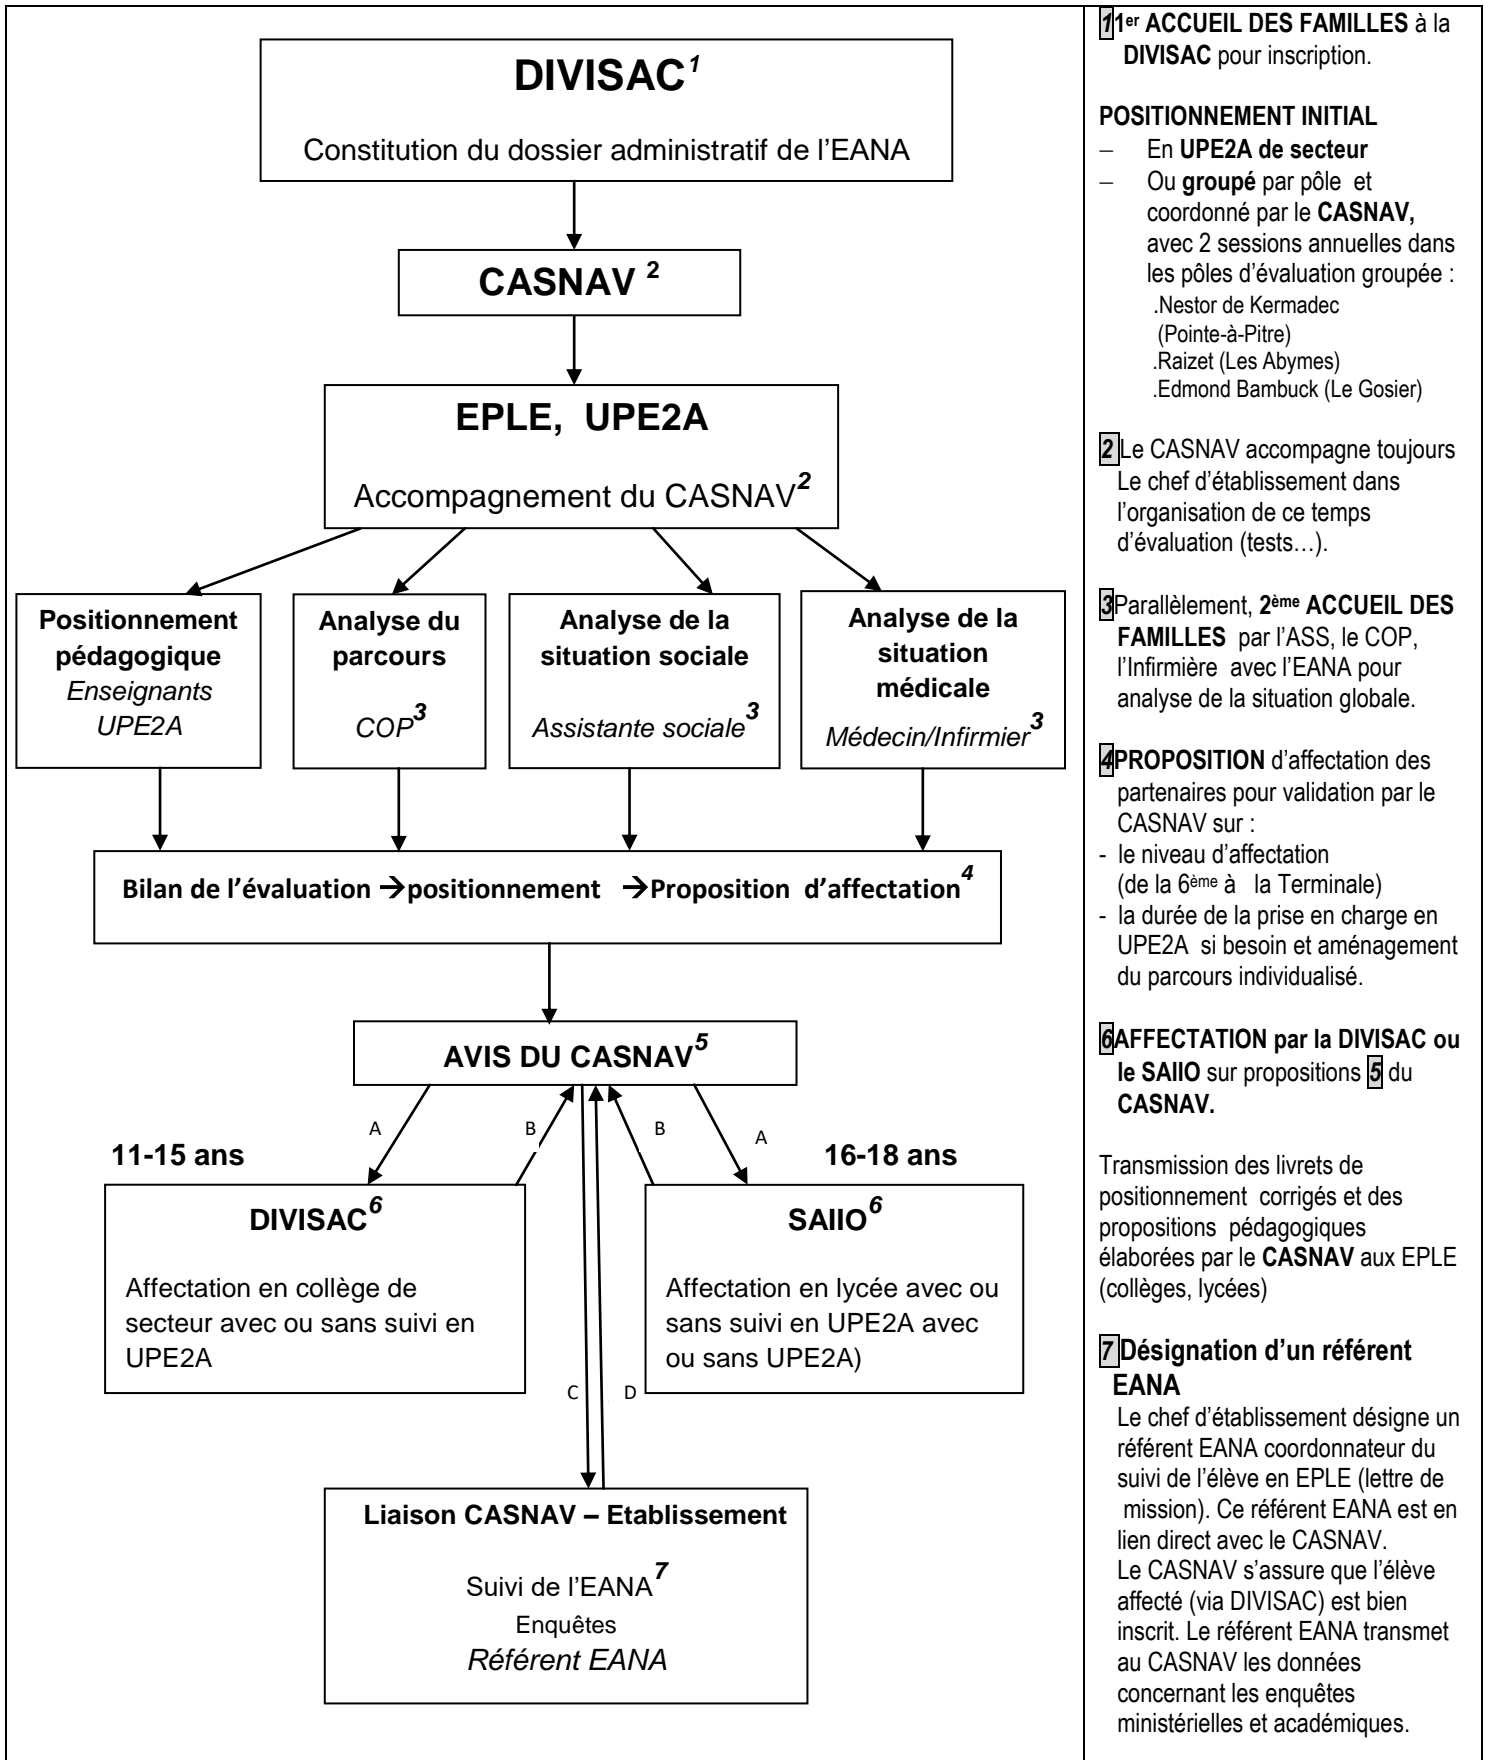 DIVISAC1
Constitution du dossier administratif de l’EANA
CASNAV 2
EPLE, UPE2A
Accompagnement du CASNAV2
Positionnement
pédagogique
Enseignants
UPE2A
Analyse du
parcours
COP3
Analyse de la
situation sociale
Assistante sociale3
Analyse de la
situation
médicale
Médecin/Infirmier3
Bilan de l’évaluation →positionnement →Proposition d’affectation4
AVIS DU CASNAV5
A
B
B
A
11-15 ans
16-18 ans
DIVISAC6
Affectation en collège de
secteur avec ou sans suivi en
UPE2A
SAIIO6
Affectation en lycée avec ou
sans suivi en UPE2A avec
ou sans UPE2A)
C
D
Liaison CASNAV – Etablissement
Suivi de l’EANA7
Enquêtes
Référent EANA
11er ACCUEIL DES FAMILLES à la
DIVISAC pour inscription.
POSITIONNEMENT INITIAL
– En UPE2A de secteur
– Ou groupé par pôle et
coordonné par le CASNAV,
avec 2 sessions annuelles dans
les pôles d’évaluation groupée :
.Nestor de Kermadec
(Pointe-à-Pitre)
.Raizet (Les Abymes)
.Edmond Bambuck (Le Gosier)
2 Le CASNAV accompagne toujours
Le chef d’établissement dans
l’organisation de ce temps
d’évaluation (tests…).
3Parallèlement, 2ème ACCUEIL DES
FAMILLES par l’ASS, le COP,
l’Infirmière avec l’EANA pour
analyse de la situation globale.
4PROPOSITION d’affectation des
partenaires pour validation par le
CASNAV sur :
- le niveau d’affectation
(de la 6ème à la Terminale)
- la durée de la prise en charge en
UPE2A si besoin et aménagement
du parcours individualisé.
6AFFECTATION par la DIVISAC ou
le SAIIO sur propositions 5 du
CASNAV.
Transmission des livrets de
positionnement corrigés et des
propositions pédagogiques
élaborées par le CASNAV aux EPLE
(collèges, lycées)
7 Désignation d’un référent
EANA
Le chef d’établissement désigne un
référent EANA coordonnateur du
suivi de l’élève en EPLE (lettre de
mission). Ce référent EANA est en
lien direct avec le CASNAV.
Le CASNAV s’assure que l’élève
affecté (via DIVISAC) est bien
inscrit. Le référent EANA transmet
au CASNAV les données
concernant les enquêtes
ministérielles et académiques.